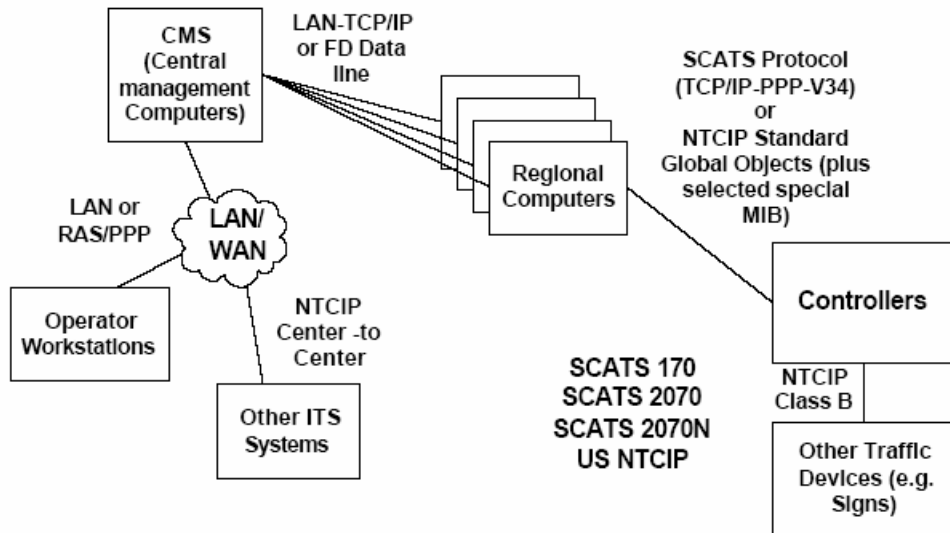 CMS
(Central
management
Computers)
LAN-TCP/IP
or FD Data
line
SCATS Protocol
(TCP/IP-PPP-V34)
or
NTCIP Standard
Global Objects (plus
selected special
MIB)
Regional
Computers
LAN or
RAS/PPP
LAN/
WAN
Operator
Workstations
NTCIP
Center -to
Center
Other ITS
Systems
Controllers
NTCIP
Class B
SCATS 170
SCATS 2070
SCATS 2070N
US NTCIP
Other Traffic
Devices (e.g.
Signs)